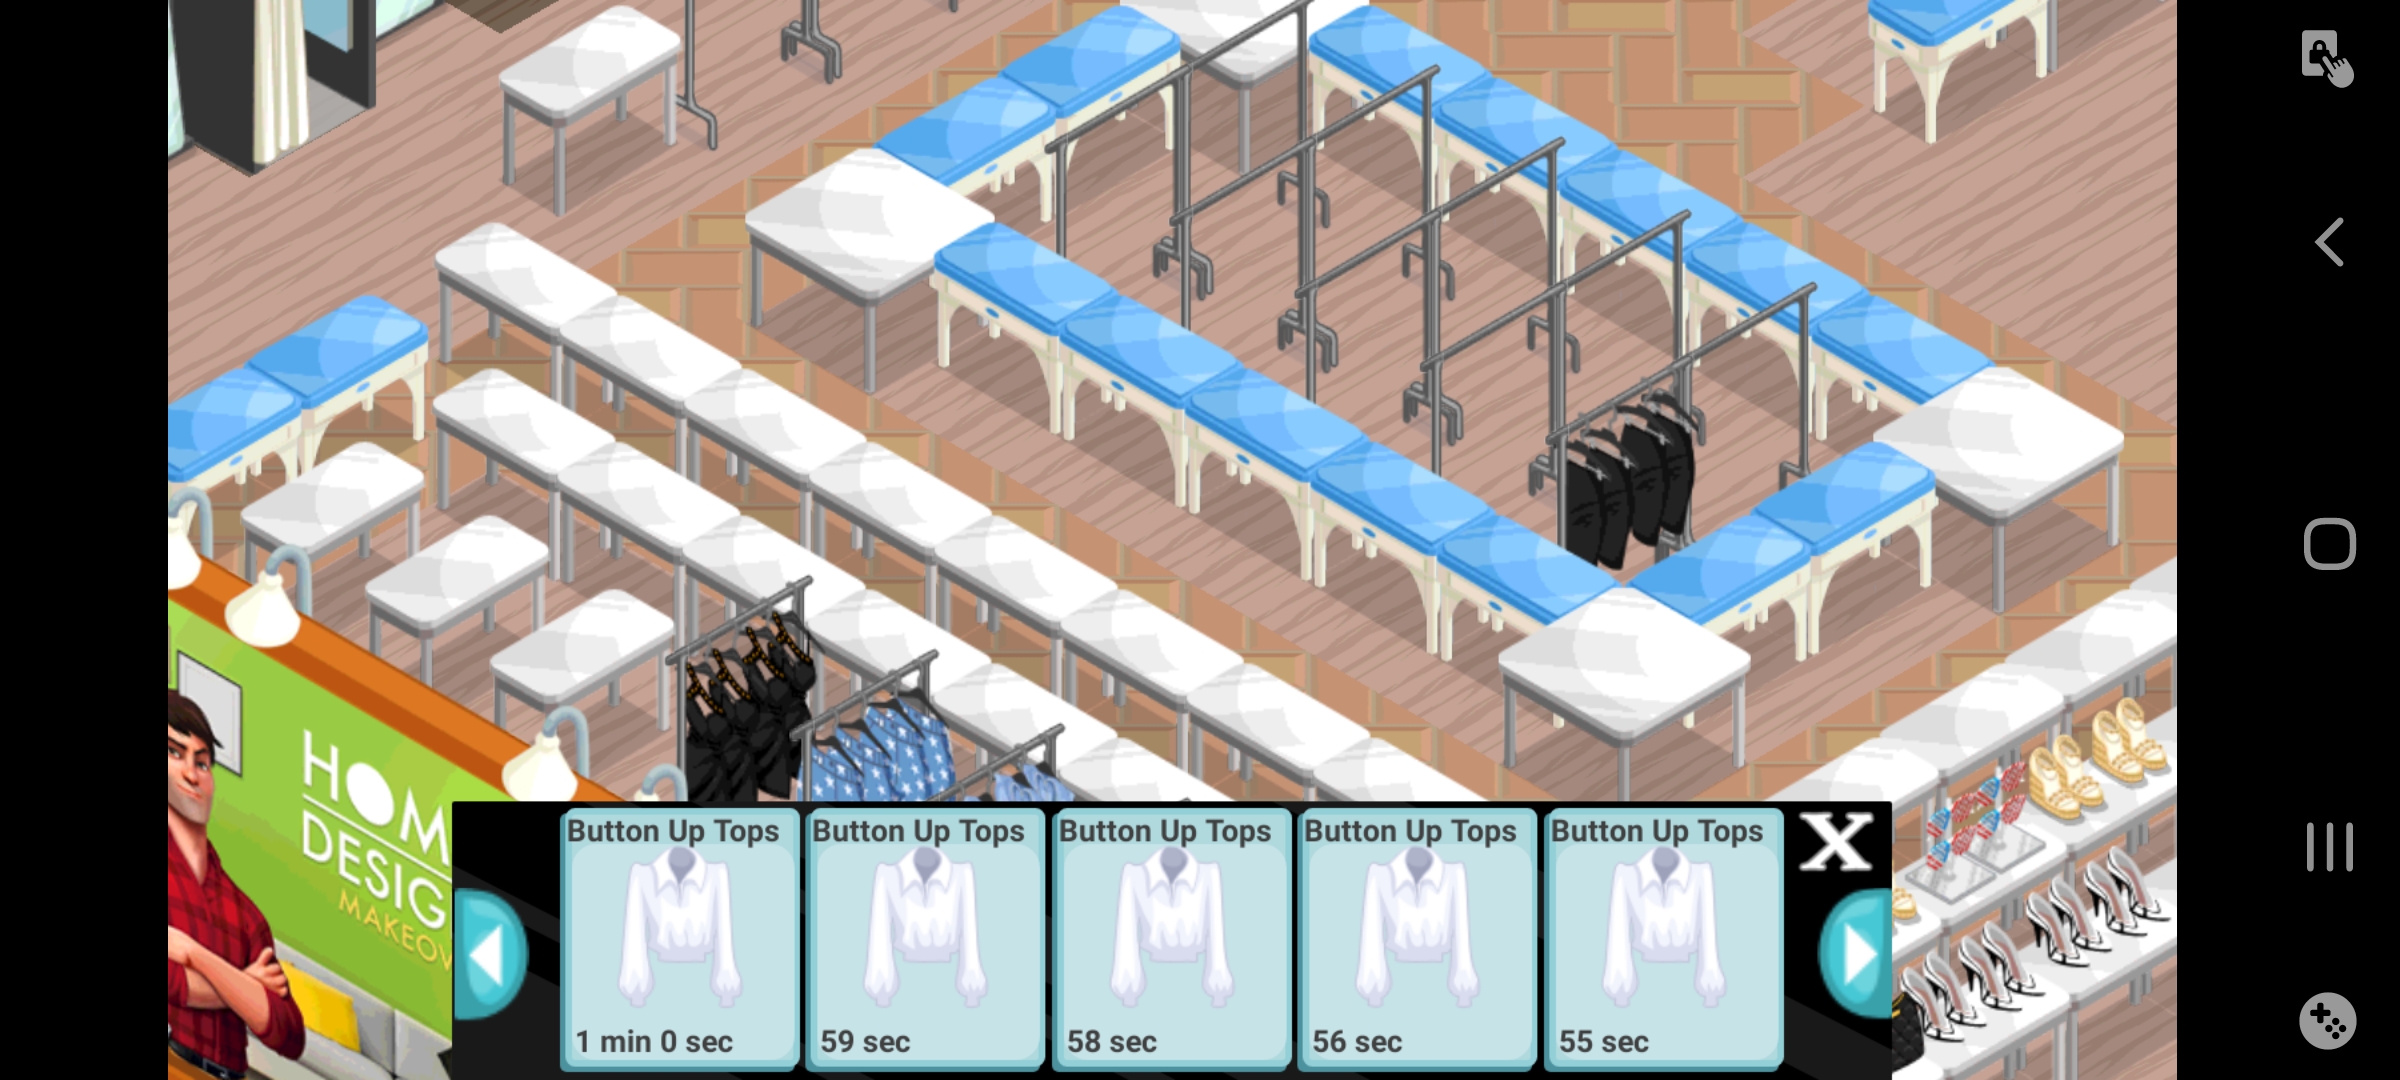 HOM
DESIG
MAKEOV
Button Up Tops
1 min 0 sec
Button Up Tops
59 sec
Button Up Tops
58 sec
Button Up Tops
56 sec
Button Up Tops
55 sec
X